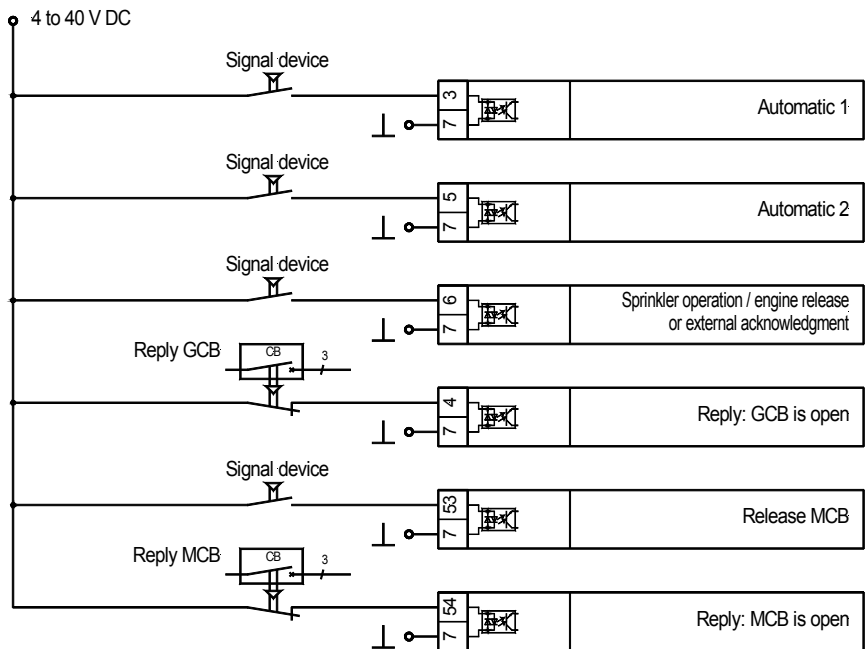 4 to 40 V DC
Signal device
3
7
Automatic 1
Signal device
5
7
Automatic 2
Signal device
6
7
Sprinkler operation / engine release
or external acknowledgment
Reply GCB
CB
3
4
7
Reply: GCB is open
Signal device
53
7
Release MCB
Reply MCB
CB
3
54
7
Reply: MCB is open